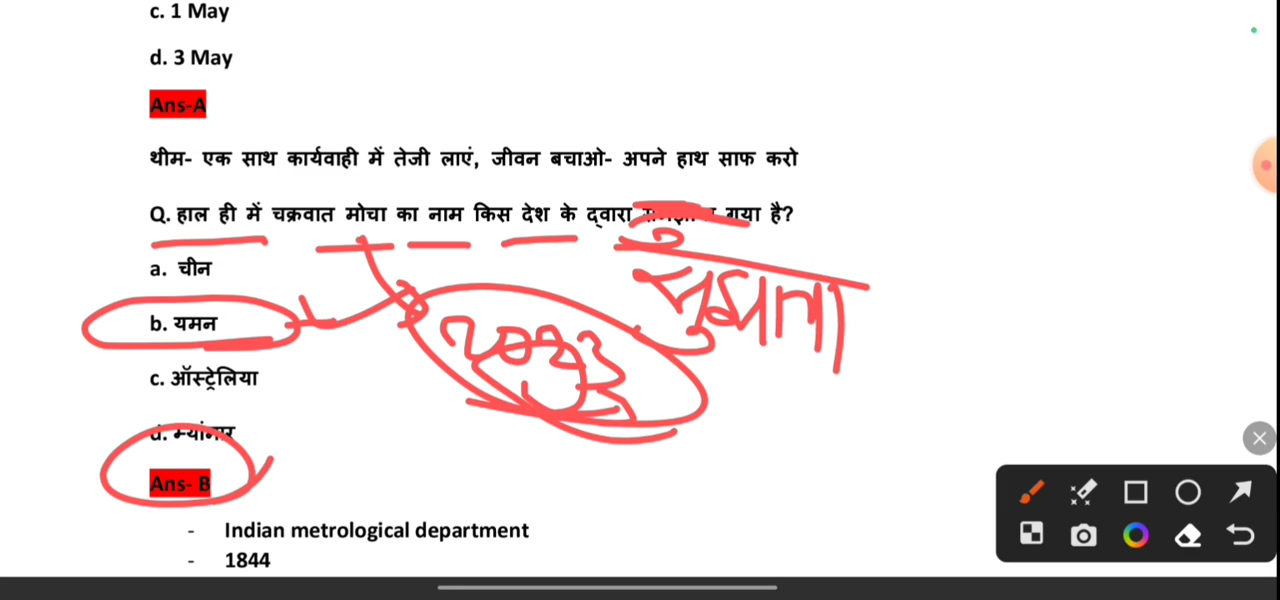 c. 1 May
d. 3 May
Ans-A
थीम- एक साथ कार्यवाही में तेजी लाएं, जीवन बचाओ- अपने हाथ साफ करो
Q. हाल ही में चक्रवात मोचा का नाम किस देश के द्वारा गया है?
a. चीन
b. यमन
2023
c. ऑस्ट्रेलिया
d. म्यांमार
Ans- B
- Indian metrological department
- 1844